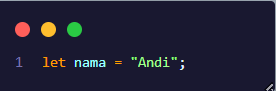 1 let nama = "Andi";